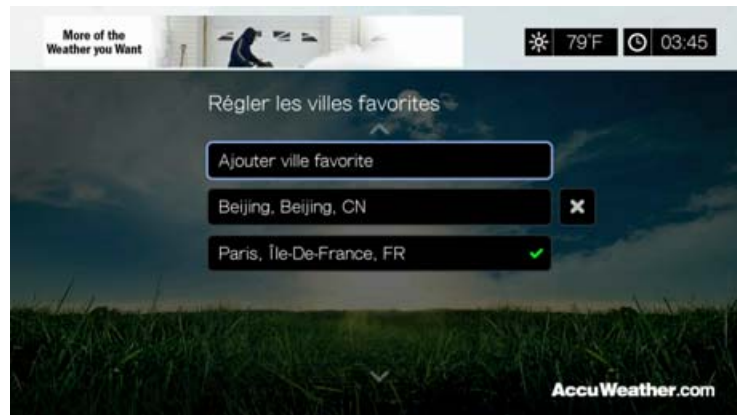 More of the
Weather you Want
79°F
03:45
Régler les villes favorites
Ajouter ville favorite
Beijing, Beijing, CN
Paris, Île-De-France, FR
AccuWeather.com